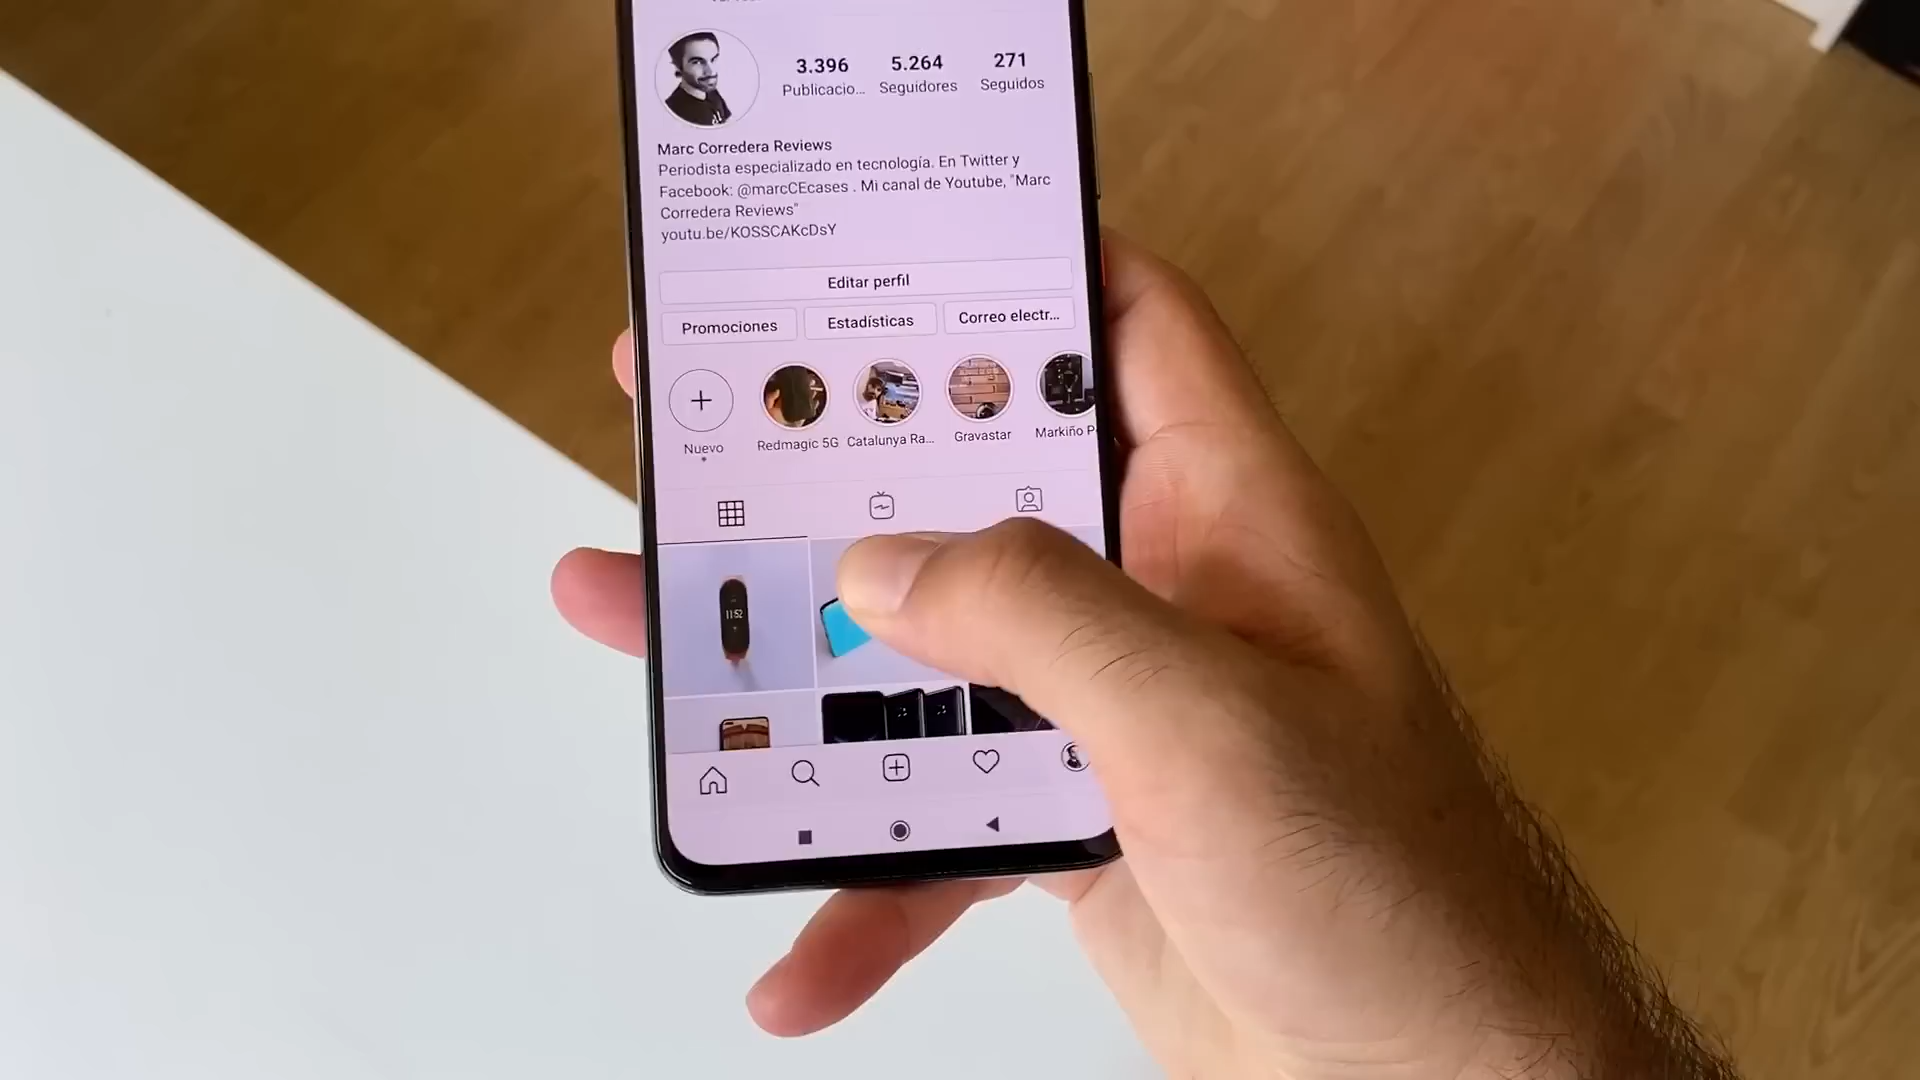 3.396 5.264 271
Publicacio... Seguidores Seguidos
Marc Corredera Reviews
Periodista especializado en tecnología. En Twitter y
Facebook: @marcCEcases . Mi canal de Youtube, "Marc
Corredera Reviews"
youtu.be/KOSSCAKcDsY
Editar perfil
Promociones Estadísticas Correo electr...
Nuevo Redmagic 5G Catalunya Ra... Gravastar Markiño
11:52